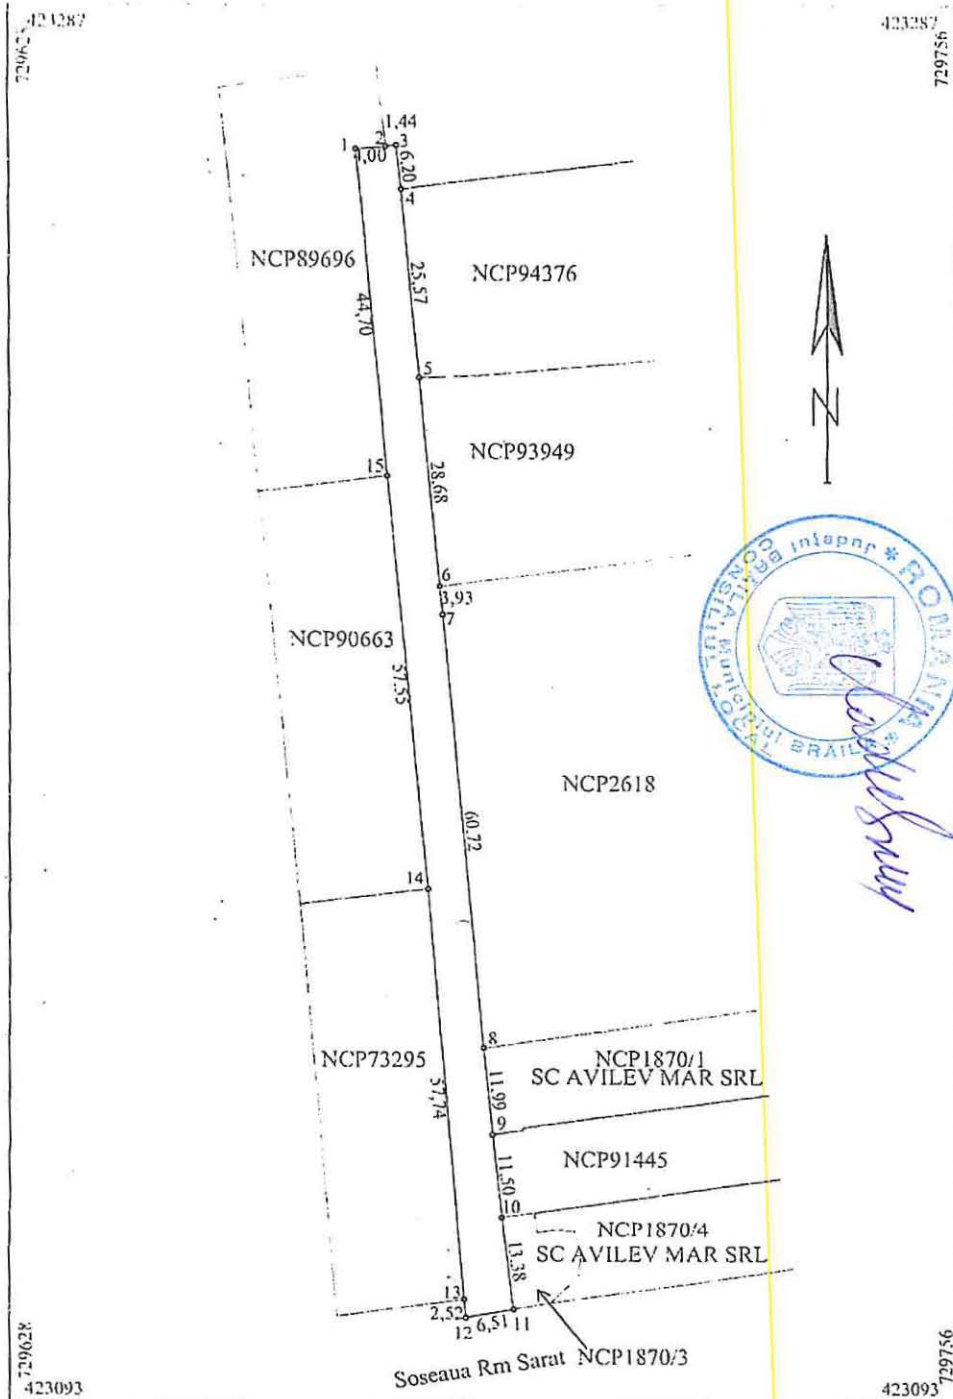 423287
423287
729756
1,44
1
2
3
4,00
6,20
4
NCP89696
NCP94376
25,57
44,70
5
NCP93949
15
28,68
N
6
3,93
7
NCP90663
57,55
ROMANIA * Judeţul BRĂILA
Municipiul BRĂILA *
CONSILIUL LOCAL
NCP2618
60,72
14
8
NCP73295
NCP1870/1
SC AVILEV MAR SRL
57,74
11,99
9
NCP91445
11,50
10
NCP1870/4
SC AVILEV MAR SRL
13,38
13
2,52
12
6,51
11
Soseaua Rm Sarat
NCP1870/3
729628
729756
423093
423093